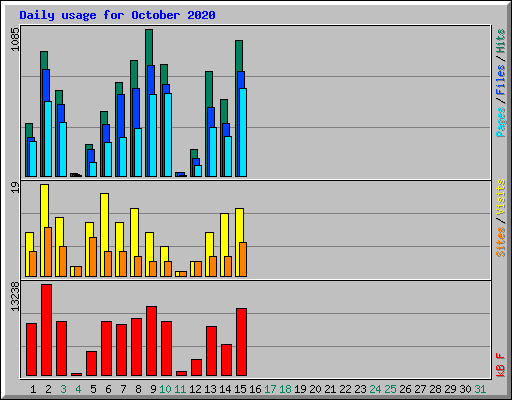 Daily usage for October 2020
1085
Pages/Files/Hits
19
Sites/Visits
13238
kB F
1 2 3 4 5 6 7 8 9 10 11 12 13 14 15 16 17 18 19 20 21 22 23 24 25 26 27 28 29 30 31